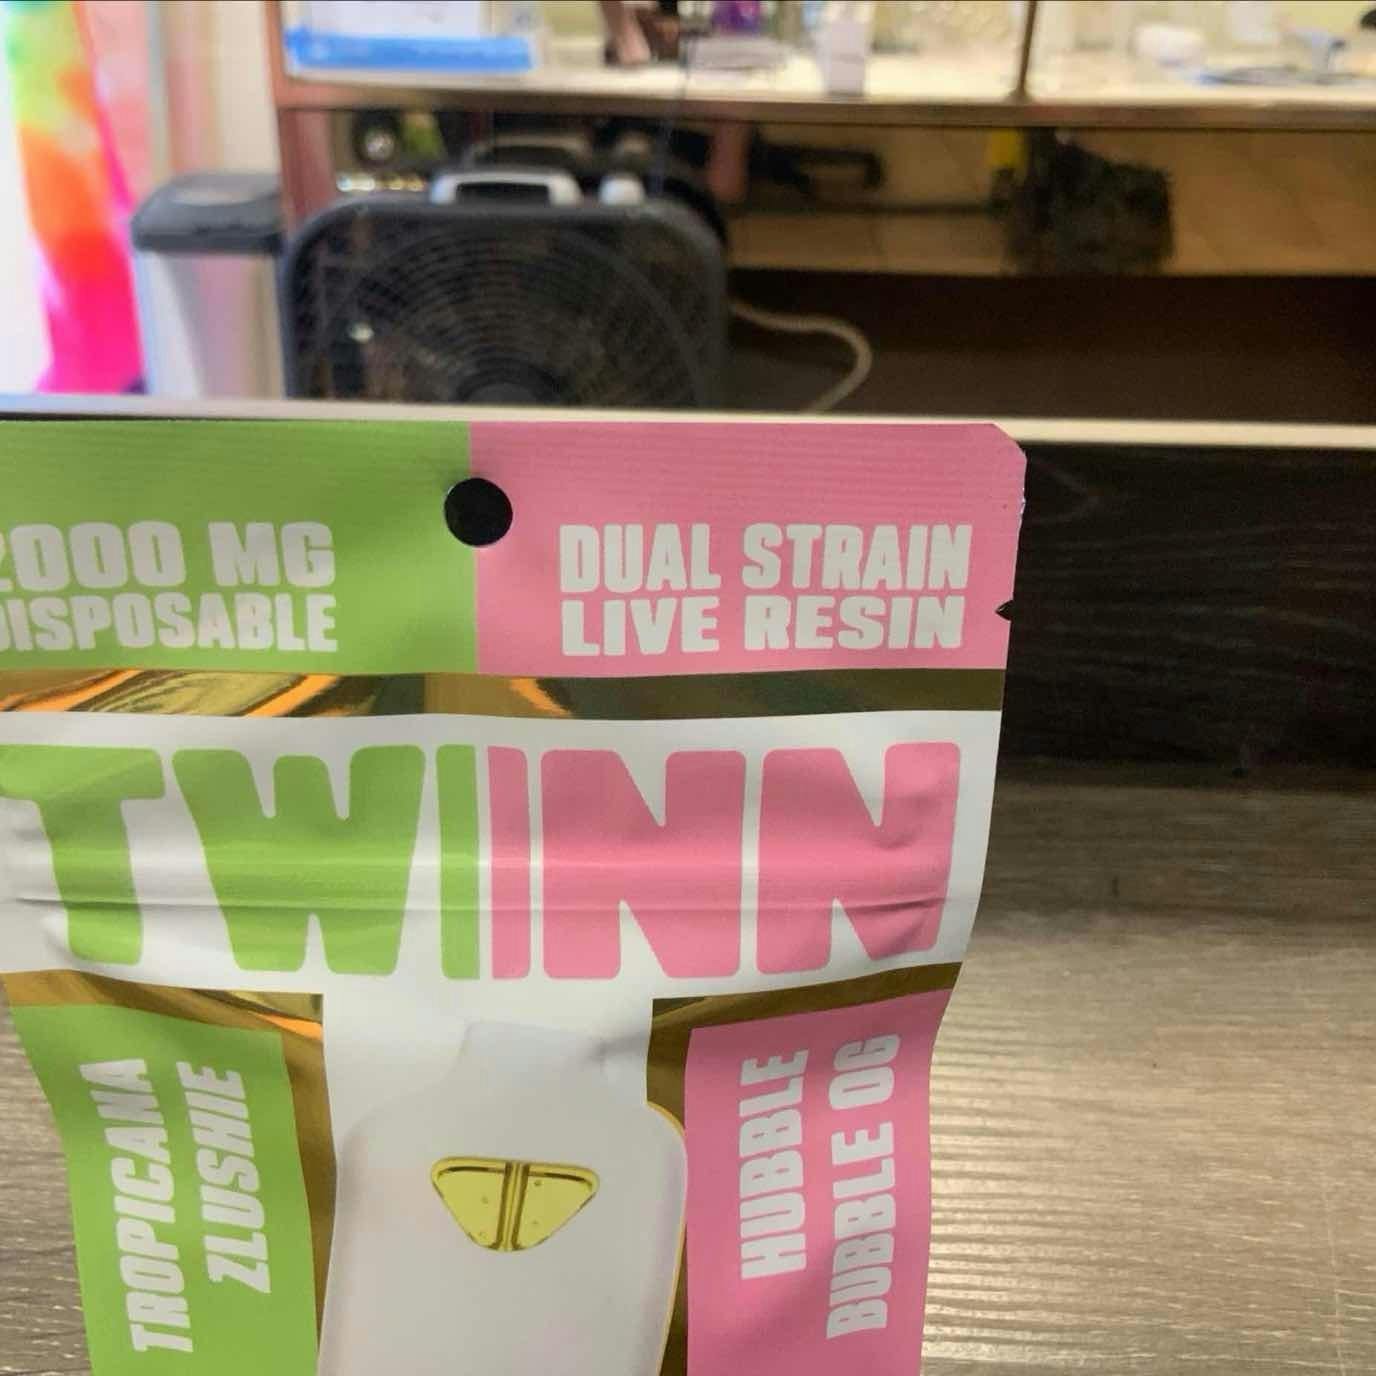 2000 MG
DISPOSABLE
DUAL STRAIN
LIVE RESIN
TWINN
TROPICANA
ZLUSHIE
HUBBLE
BUBBLE OG